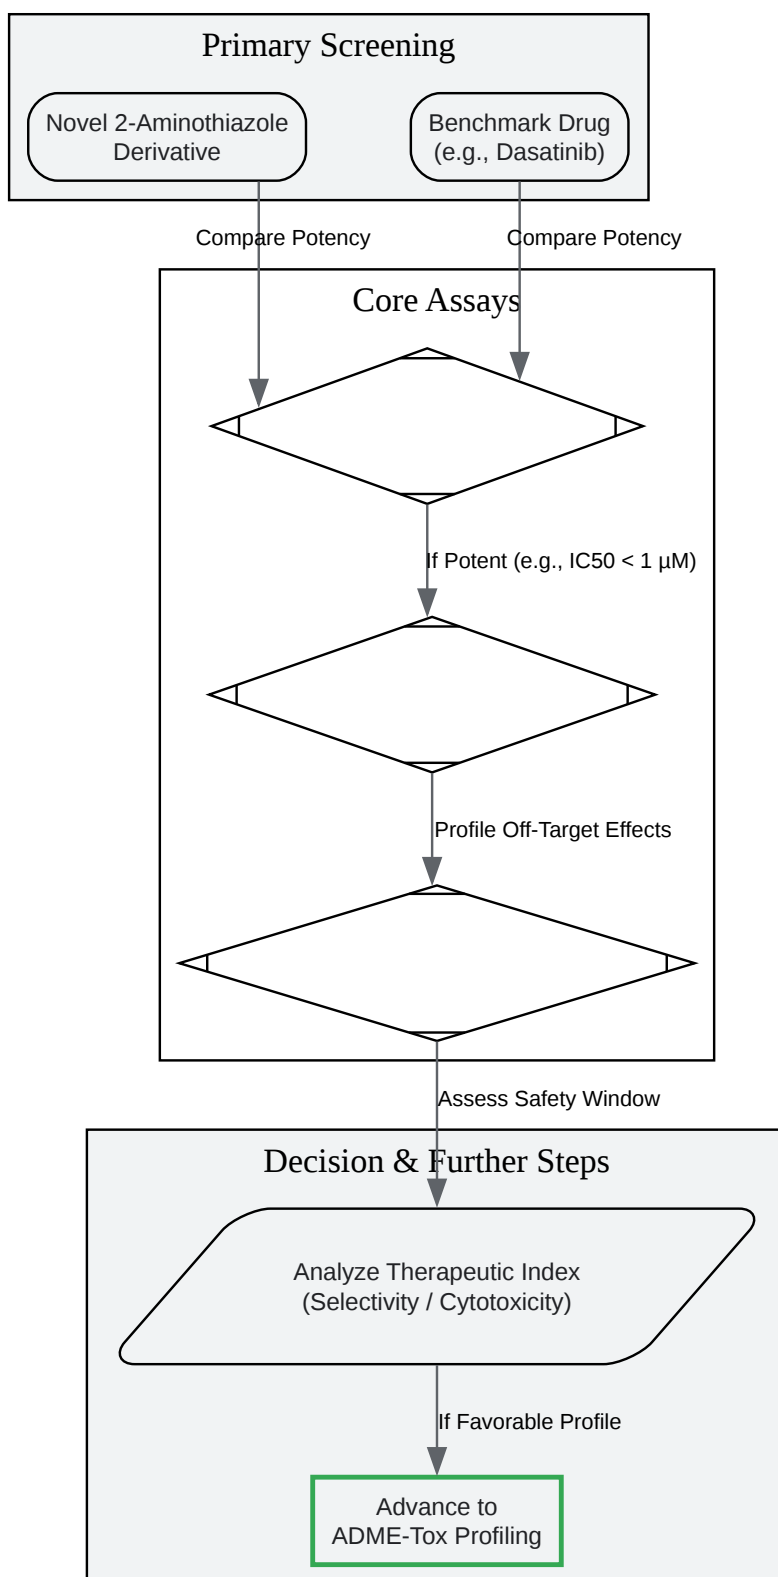 Primary Screening
Novel 2-Aminothiazole
Derivative
Benchmark Drug
(e.g., Dasatinib)
Compare Potency
Compare Potency
Core Assays
If Potent (e.g., IC50 < 1 µM)
Profile Off-Target Effects
Assess Safety Window
Decision & Further Steps
Analyze Therapeutic Index
(Selectivity / Cytotoxicity)
If Favorable Profile
Advance to
ADME-Tox Profiling